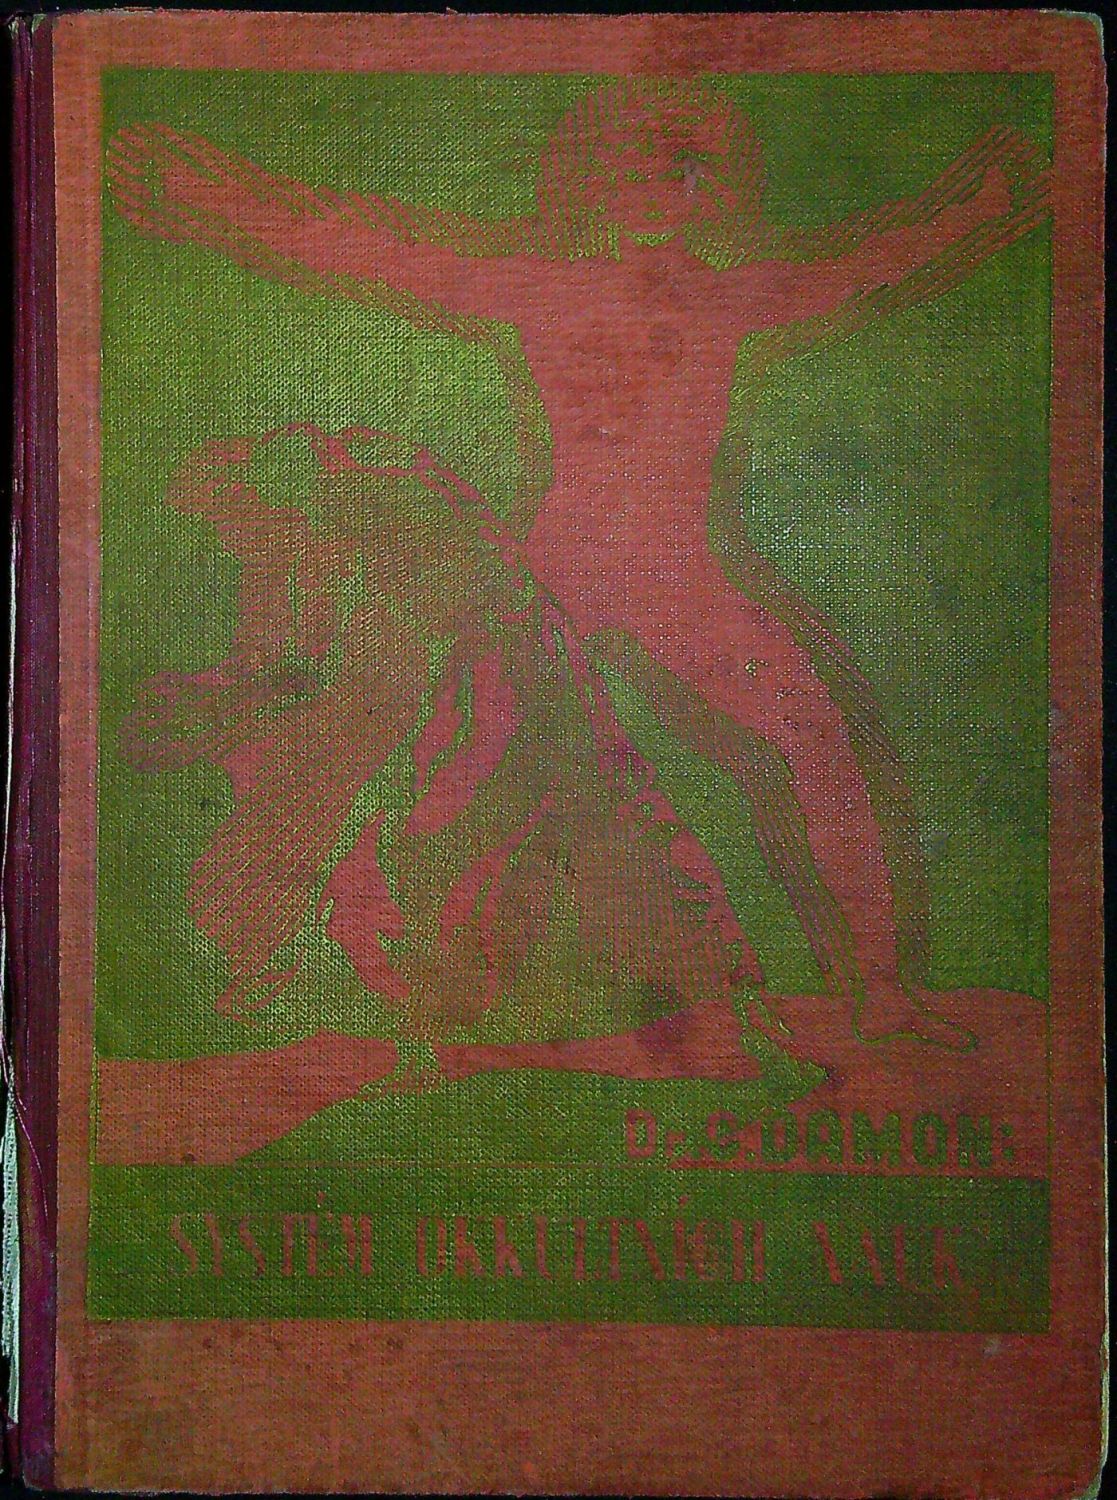 Dr. G. DAMON:
SYSTÉM OKKULTNÍCH NAUK